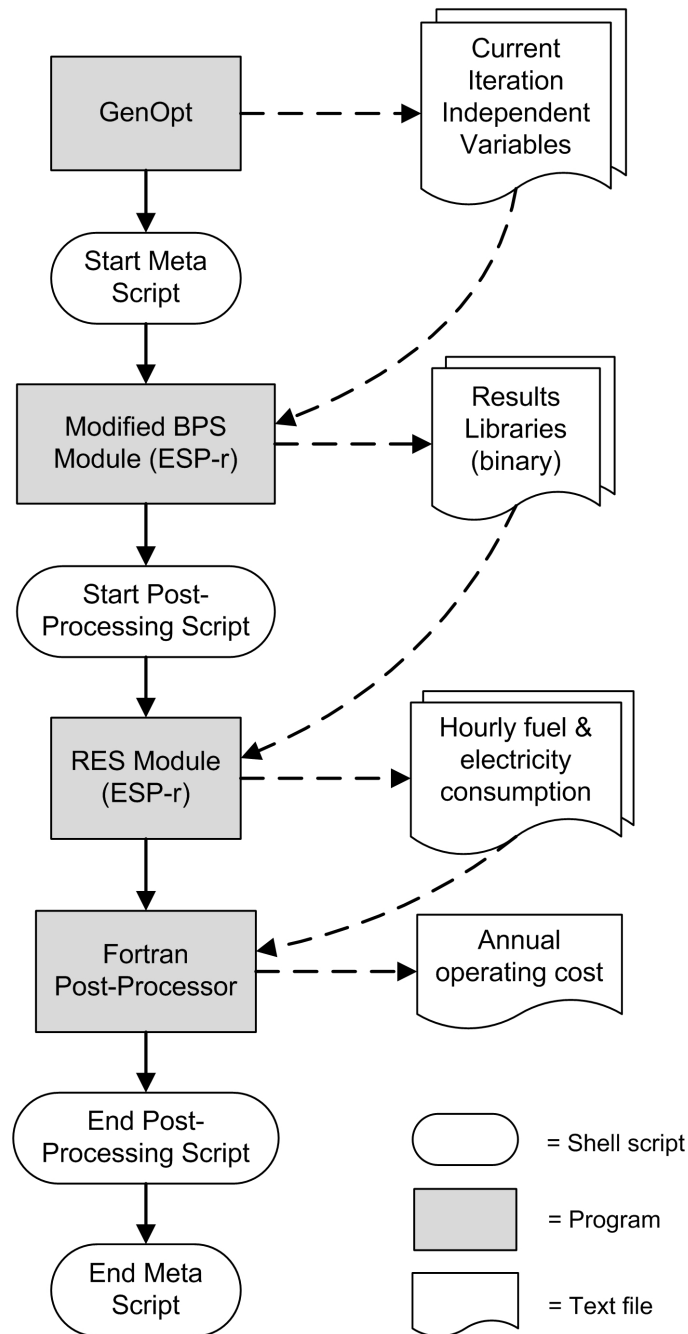 GenOpt
Current
Iteration
Independent
Variables
Start Meta
Script
Modified BPS
Module (ESP-r)
Results
Libraries
(binary)
Start Post-
Processing Script
RES Module
(ESP-r)
Hourly fuel &
electricity
consumption
Fortran
Post-Processor
Annual
operating cost
End Post-
Processing Script
End Meta
Script
= Shell script
= Program
= Text file